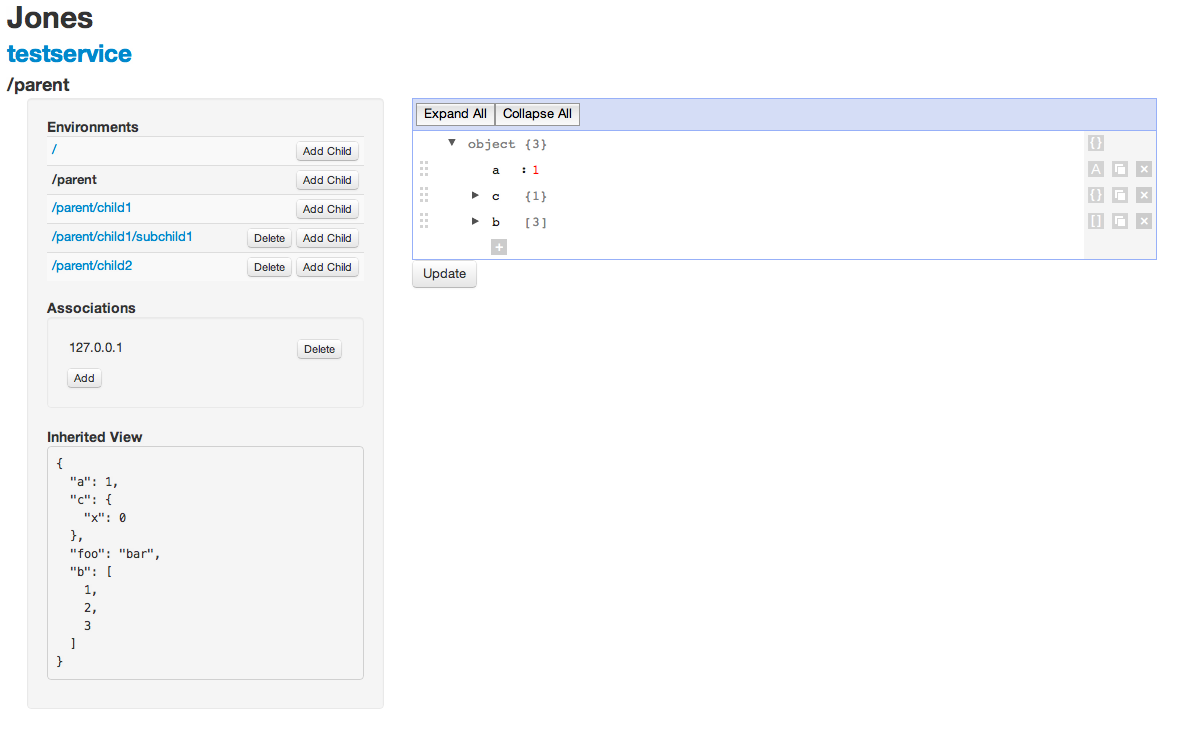 Jones
testservice
/parent
Environments
/ Add Child
/parent Add Child
/parent/child1 Add Child
/parent/child1/subchild1 Delete Add Child
/parent/child2 Delete Add Child
Associations
127.0.0.1 Delete
Add
Inherited View
{
  "a": 1,
  "c": {
    "x": 0
  },
  "foo": "bar",
  "b": [
    1,
    2,
    3
  ]
}
Expand All Collapse All
▼ object {3} {}
a : 1 A ×
► c {1} {} ×
► b [3] [] ×
+
Update